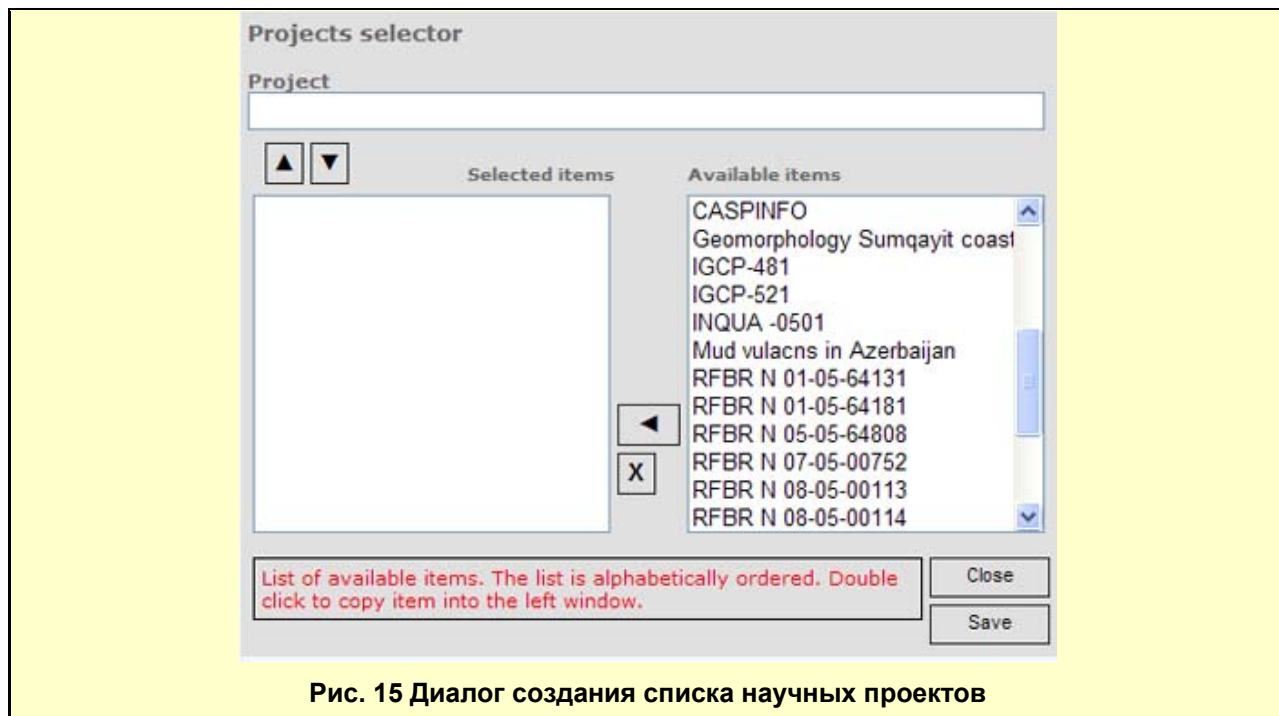 Projects selector
Project
▲ ▼
Selected items
Available items
CASPINFO
Geomorphology Sumqayit coast
IGCP-481
IGCP-521
INQUA -0501
Mud vulacns in Azerbaijan
RFBR N 01-05-64131
RFBR N 01-05-64181
RFBR N 05-05-64808
RFBR N 07-05-00752
RFBR N 08-05-00113
RFBR N 08-05-00114
◄
X
List of available items. The list is alphabetically ordered. Double
click to copy item into the left window.
Close
Save
Рис. 15 Диалог создания списка научных проектов